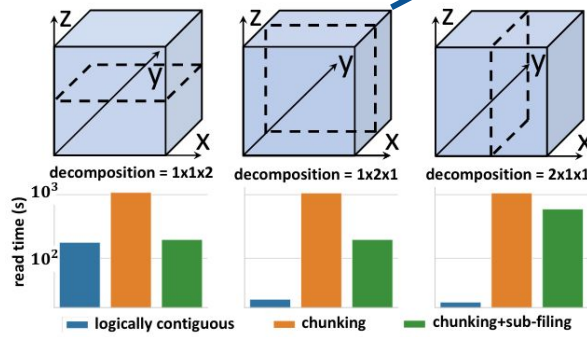 Z Z Z
y y y
X X X
decomposition = 1x1x2 decomposition = 1x2x1 decomposition = 2x1x1
read time (s)
10³
10²
logically contiguous chunking chunking+sub-filing